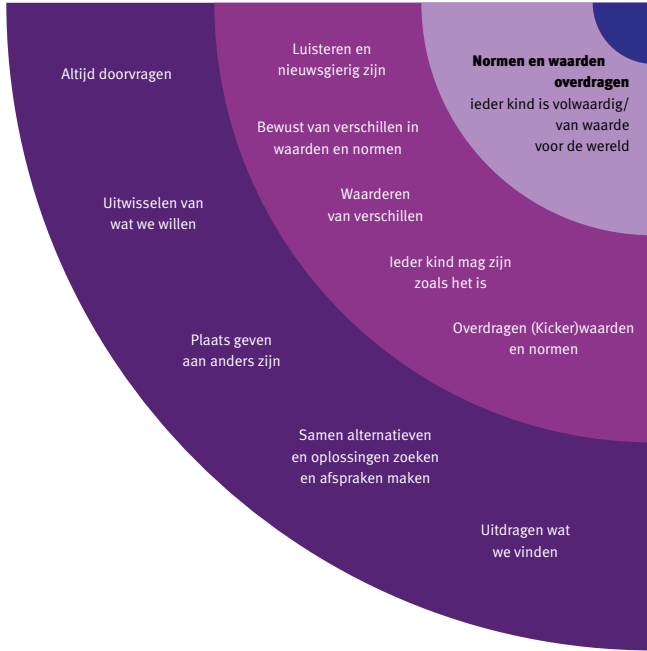 Normen en waarden
overdragen
ieder kind is volwaardig/
van waarde
voor de wereld
Luisteren en
nieuwsgierig zijn
Bewust van verschillen in
waarden en normen
Waarderen
van verschillen
Ieder kind mag zijn
zoals het is
Overdragen (Kicker)waarden
en normen
Altijd doorvragen
Uitwisselen van
wat we willen
Plaats geven
aan anders zijn
Samen alternatieven
en oplossingen zoeken
en afspraken maken
Uitdragen wat
we vinden